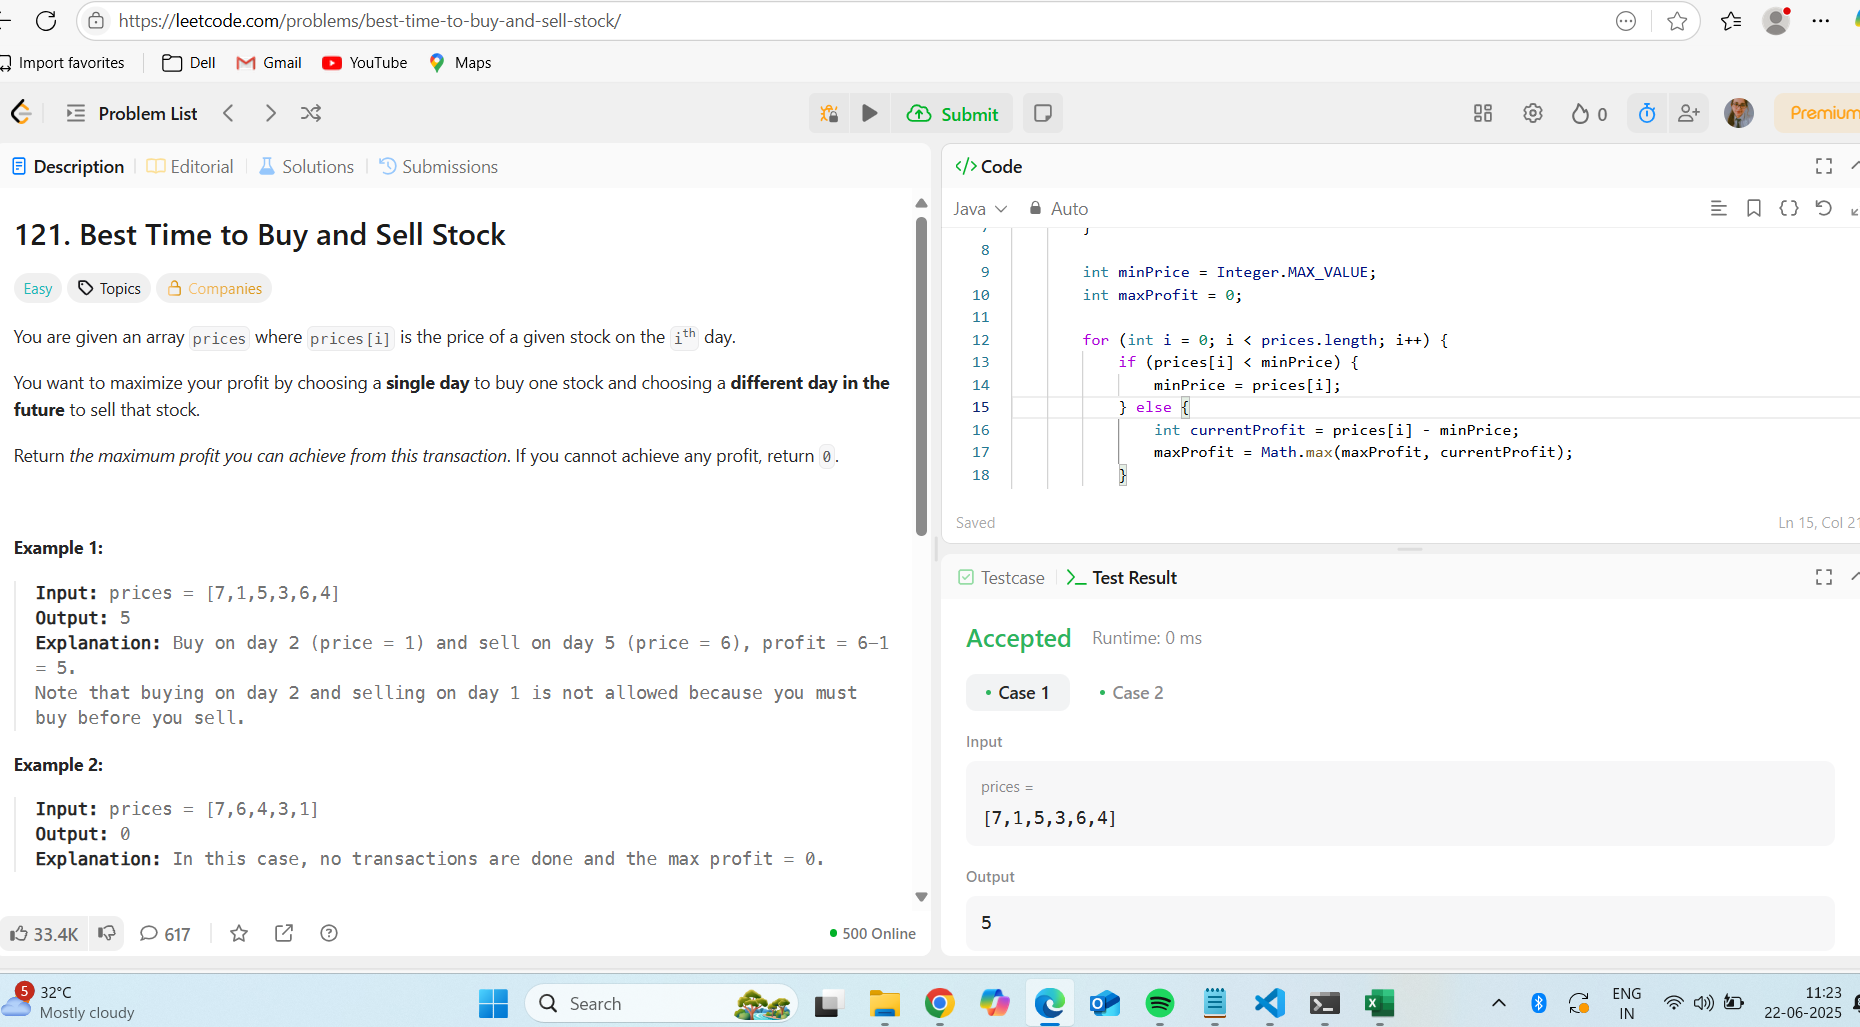 https://leetcode.com/problems/best-time-to-buy-and-sell-stock/
Import favorites
Dell
Gmail
YouTube
Maps
Problem List
Submit
0
Premium
Description
Editorial
Solutions
Submissions
121. Best Time to Buy and Sell Stock
Easy
Topics
Companies
You are given an array prices where prices[i] is the price of a given stock on the ith day.
You want to maximize your profit by choosing a single day to buy one stock and choosing a different day in the
future to sell that stock.
Return the maximum profit you can achieve from this transaction. If you cannot achieve any profit, return 0.
Example 1:
Input: prices = [7,1,5,3,6,4]
Output: 5
Explanation: Buy on day 2 (price = 1) and sell on day 5 (price = 6), profit = 6-1
= 5.
Note that buying on day 2 and selling on day 1 is not allowed because you must
buy before you sell.
Example 2:
Input: prices = [7,6,4,3,1]
Output: 0
Explanation: In this case, no transactions are done and the max profit = 0.
33.4K
617
500 Online
Code
Java
Auto
7 }
8
9 int minPrice = Integer.MAX_VALUE;
10 int maxProfit = 0;
11
12 for (int i = 0; i < prices.length; i++) {
13 if (prices[i] < minPrice) {
14 minPrice = prices[i];
15 } else {
16 int currentProfit = prices[i] - minPrice;
17 maxProfit = Math.max(maxProfit, currentProfit);
18 }
Saved
Ln 15, Col 21
Testcase
Test Result
Accepted
Runtime: 0 ms
Case 1
Case 2
Input
prices =
[7,1,5,3,6,4]
Output
5
5
32°C
Mostly cloudy
Search
ENG
IN
11:23
22-06-2025